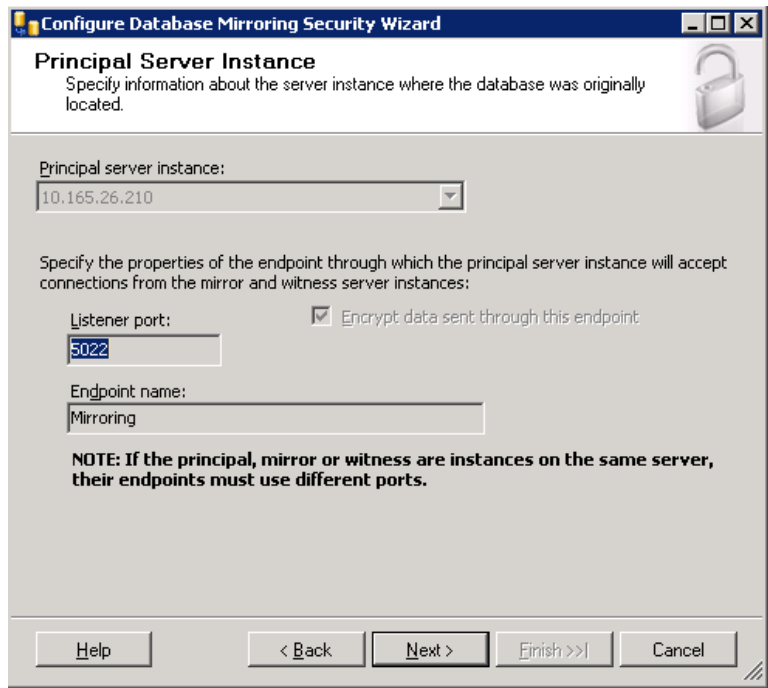 Configure Database Mirroring Security Wizard
Principal Server Instance
Specify information about the server instance where the database was originally
located.
Principal server instance:
10.165.26.210
Specify the properties of the endpoint through which the principal server instance will accept
connections from the mirror and witness server instances:
Listener port:
Encrypt data sent through this endpoint
5022
Endpoint name:
Mirroring
NOTE: If the principal, mirror or witness are instances on the same server,
their endpoints must use different ports.
Help
< Back
Next >
Finish >>|
Cancel